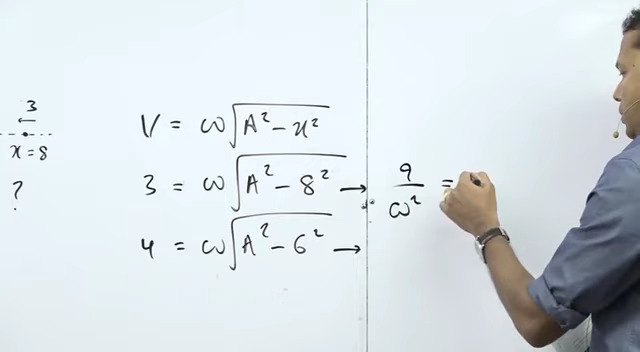 3
←
x = 8
?
V = ω√(A² - x²)
3 = ω√(A² - 8²) → 9/ω² =
4 = ω√(A² - 6²) →